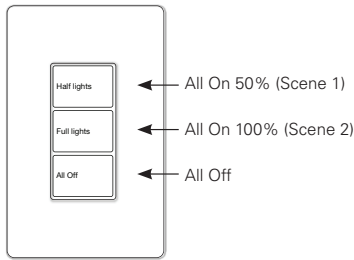 Half lights
All On 50% (Scene 1)
Full lights
All On 100% (Scene 2)
All Off
All Off